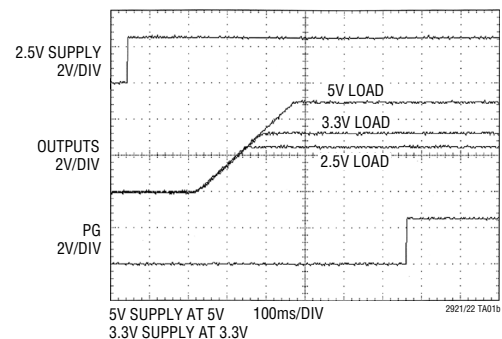 2.5V SUPPLY
2V/DIV
5V LOAD
3.3V LOAD
OUTPUTS
2V/DIV
2.5V LOAD
PG
2V/DIV
5V SUPPLY AT 5V
3.3V SUPPLY AT 3.3V
100ms/DIV
2921/22 TA01b